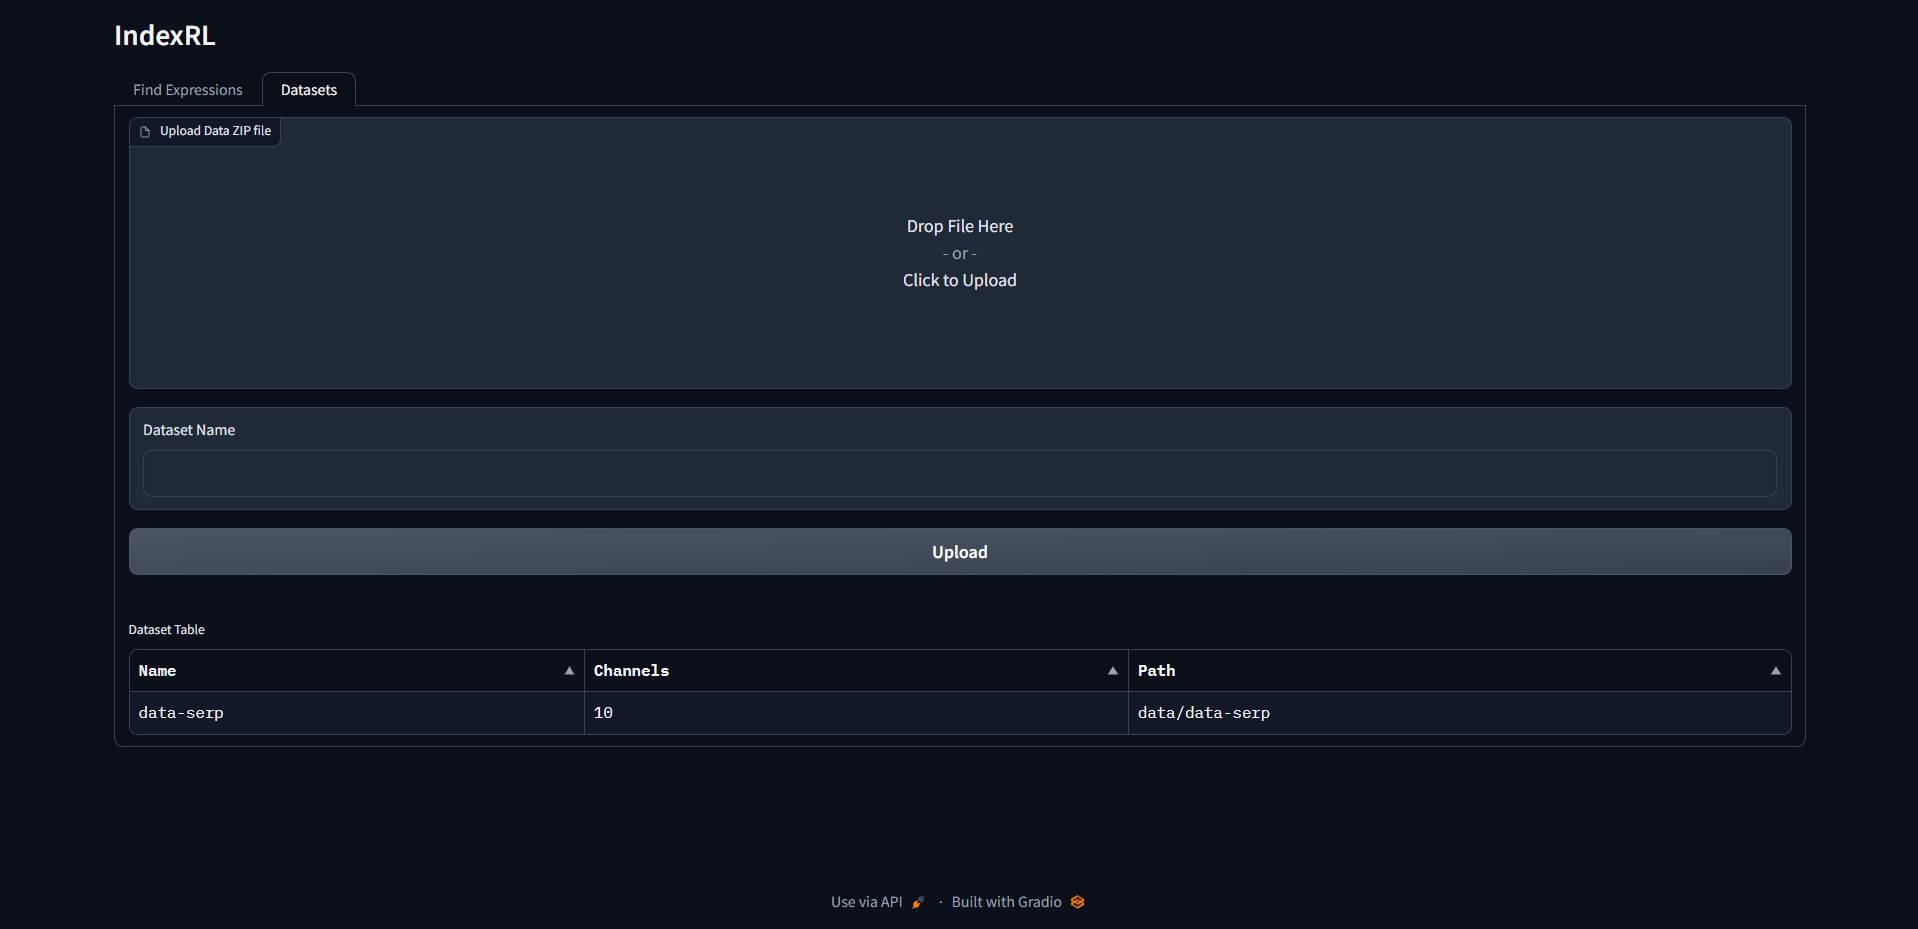 IndexRL
Find Expressions Datasets
Upload Data ZIP file
Drop File Here
- or -
Click to Upload
Dataset Name
Upload
Dataset Table
Name Channels Path
data-serp 10 data/data-serp
Use via API · Built with Gradio